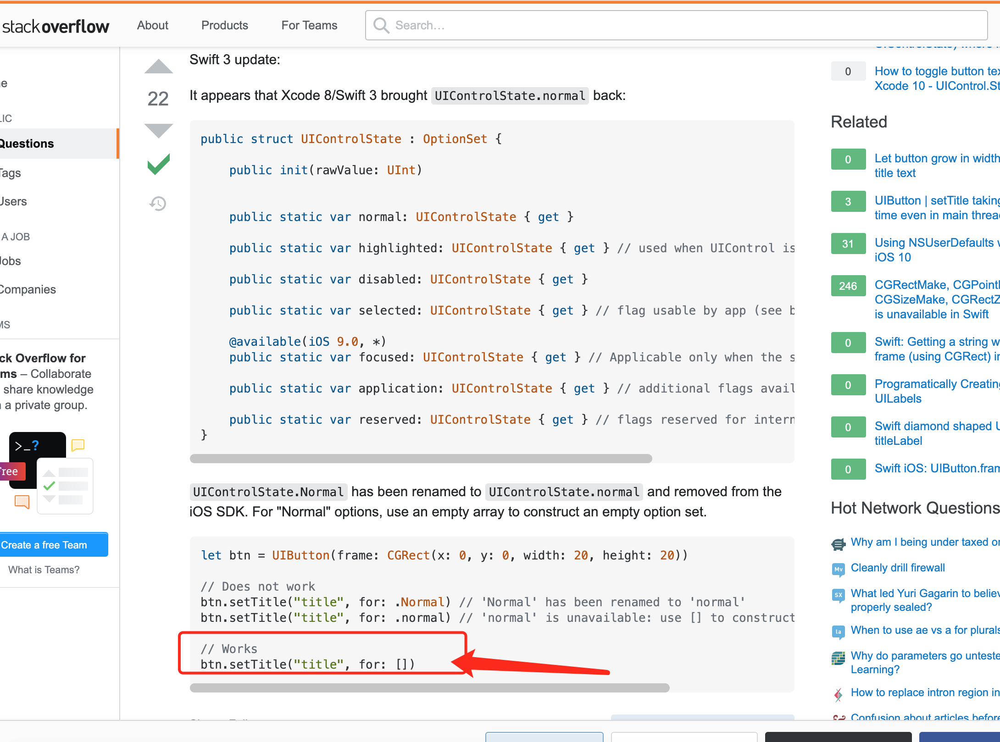 stackoverflow
About
Products
For Teams
Search…
Questions
Tags
Users
A JOB
Jobs
Companies
Overflow for
– Collaborate
share knowledge
a private group.
>_?
Free
Create a free Team
What is Teams?
22
Swift 3 update:
It appears that Xcode 8/Swift 3 brought UIControlState.normal back:
public struct UIControlState : OptionSet {
public init(rawValue: UInt)
public static var normal: UIControlState { get }
public static var highlighted: UIControlState { get } // used when UIControl is
public static var disabled: UIControlState { get }
public static var selected: UIControlState { get } // flag usable by app (see
@available(iOS 9.0, *)
public static var focused: UIControlState { get } // Applicable only when the
public static var application: UIControlState { get } // additional flags avail
public static var reserved: UIControlState { get } // flags reserved for intern
}
UIControlState.Normal has been renamed to UIControlState.normal and removed from the
iOS SDK. For "Normal" options, use an empty array to construct an empty option set.
let btn = UIButton(frame: CGRect(x: 0, y: 0, width: 20, height: 20))
// Does not work
btn.setTitle("title", for: .Normal) // 'Normal' has been renamed to 'normal'
btn.setTitle("title", for: .normal) // 'normal' is unavailable: use [] to construct
// Works
btn.setTitle("title", for: [])
0
How to toggle button
Xcode 10 - UIControl.St
Related
0
Let button grow in width
title text
3
UIButton | setTitle taking
time even in main threa
31
Using NSUserDefaults
iOS 10
246
CGRectMake, CGPoint
CGSizeMake, CGRectZ
is unavailable in Swift
0
Swift: Getting a string w
frame (using CGRect) in
0
Programatically Creating
UILabels
0
Swift diamond shaped U
titleLabel
0
Swift iOS: UIButton.fram
Hot Network Questions
Why am I being under taxed on
Mv
Cleanly drill firewall
SX
What led Yuri Gagarin to believ
properly sealed?
la
When to use ae vs a for plurals
Why do parameters go unteste
Learning?
How to replace intron region in
Confusion about articles before